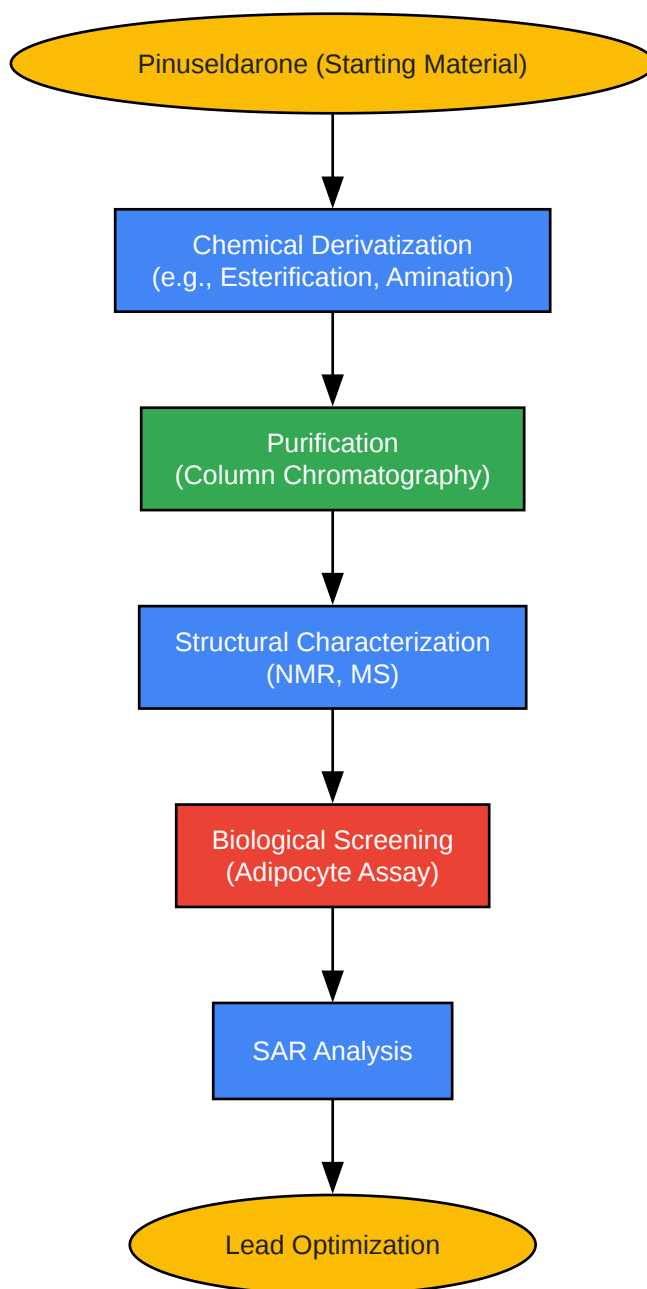 Pinuseldarone (Starting Material)
Chemical Derivatization
(e.g., Esterification, Amination)
Purification
(Column Chromatography)
Structural Characterization
(NMR, MS)
Biological Screening
(Adipocyte Assay)
SAR Analysis
Lead Optimization